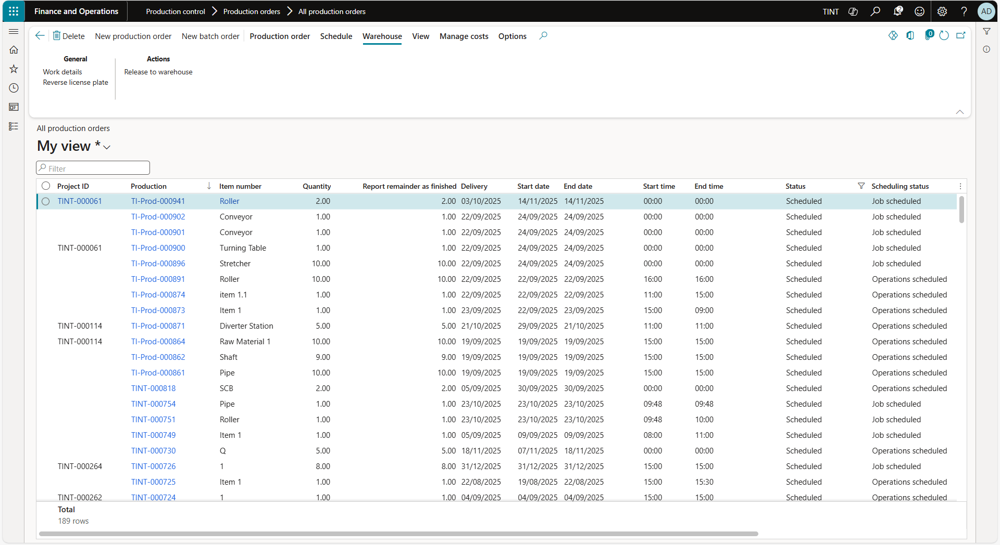 Finance and Operations Production control Production orders All production orders TINT 2 ? AD
Delete New production order New batch order Production order Schedule Warehouse View Manage costs Options 0
General Actions
Work details Release to warehouse
Reverse license plate
All production orders
My view *
Filter
Project ID Production Item number Quantity Report remainder as finished Delivery Start date End date Start time End time Status Scheduling status
TINT-000061 TI-Prod-000941 Roller 2.00 2.00 03/10/2025 14/11/2025 14/11/2025 00:00 00:00 Scheduled Job scheduled
TI-Prod-000902 Conveyor 1.00 1.00 22/09/2025 24/09/2025 24/09/2025 00:00 00:00 Scheduled Job scheduled
TI-Prod-000901 Conveyor 1.00 1.00 22/09/2025 24/09/2025 24/09/2025 00:00 00:00 Scheduled Job scheduled
TINT-000061 TI-Prod-000900 Turning Table 1.00 1.00 22/09/2025 24/09/2025 24/09/2025 00:00 00:00 Scheduled Job scheduled
TI-Prod-000896 Stretcher 10.00 10.00 22/09/2025 24/09/2025 24/09/2025 00:00 00:00 Scheduled Job scheduled
TI-Prod-000891 Roller 10.00 10.00 22/09/2025 22/09/2025 22/09/2025 16:00 16:00 Scheduled Operations scheduled
TI-Prod-000874 item 1.1 1.00 1.00 22/09/2025 22/09/2025 22/09/2025 11:00 15:00 Scheduled Operations scheduled
TI-Prod-000873 Item 1 1.00 1.00 23/09/2025 22/09/2025 23/09/2025 15:00 09:00 Scheduled Operations scheduled
TINT-000114 TI-Prod-000871 Diverter Station 5.00 5.00 21/10/2025 29/09/2025 21/10/2025 11:00 11:00 Scheduled Operations scheduled
TINT-000114 TI-Prod-000864 Raw Material 1 10.00 10.00 19/09/2025 19/09/2025 19/09/2025 15:00 15:00 Scheduled Operations scheduled
TI-Prod-000862 Shaft 9.00 9.00 19/09/2025 19/09/2025 19/09/2025 15:00 15:00 Scheduled Operations scheduled
TI-Prod-000861 Pipe 10.00 10.00 19/09/2025 19/09/2025 19/09/2025 15:00 15:00 Scheduled Operations scheduled
TINT-000818 SCB 2.00 2.00 05/09/2025 30/09/2025 30/09/2025 00:00 00:00 Scheduled Operations scheduled
TINT-000754 Pipe 1.00 1.00 23/10/2025 23/10/2025 23/10/2025 09:48 09:48 Scheduled Job scheduled
TINT-000751 Roller 1.00 1.00 23/10/2025 23/10/2025 23/10/2025 09:48 10:00 Scheduled Job scheduled
TINT-000749 Item 1 1.00 1.00 05/09/2025 09/09/2025 09/09/2025 08:00 11:00 Scheduled Job scheduled
TINT-000730 Q 5.00 5.00 18/11/2025 07/11/2025 18/11/2025 00:00 00:00 Scheduled Operations scheduled
TINT-000264 TINT-000726 1 8.00 8.00 31/12/2025 31/12/2025 31/12/2025 15:00 15:00 Scheduled Job scheduled
TINT-000725 Item 1 1.00 1.00 22/08/2025 19/08/2025 22/08/2025 15:00 15:30 Scheduled Operations scheduled
TINT-000262 TINT-000724 1 1.00 1.00 04/09/2025 04/09/2025 04/09/2025 15:00 15:00 Scheduled Operations scheduled
Total
189 rows